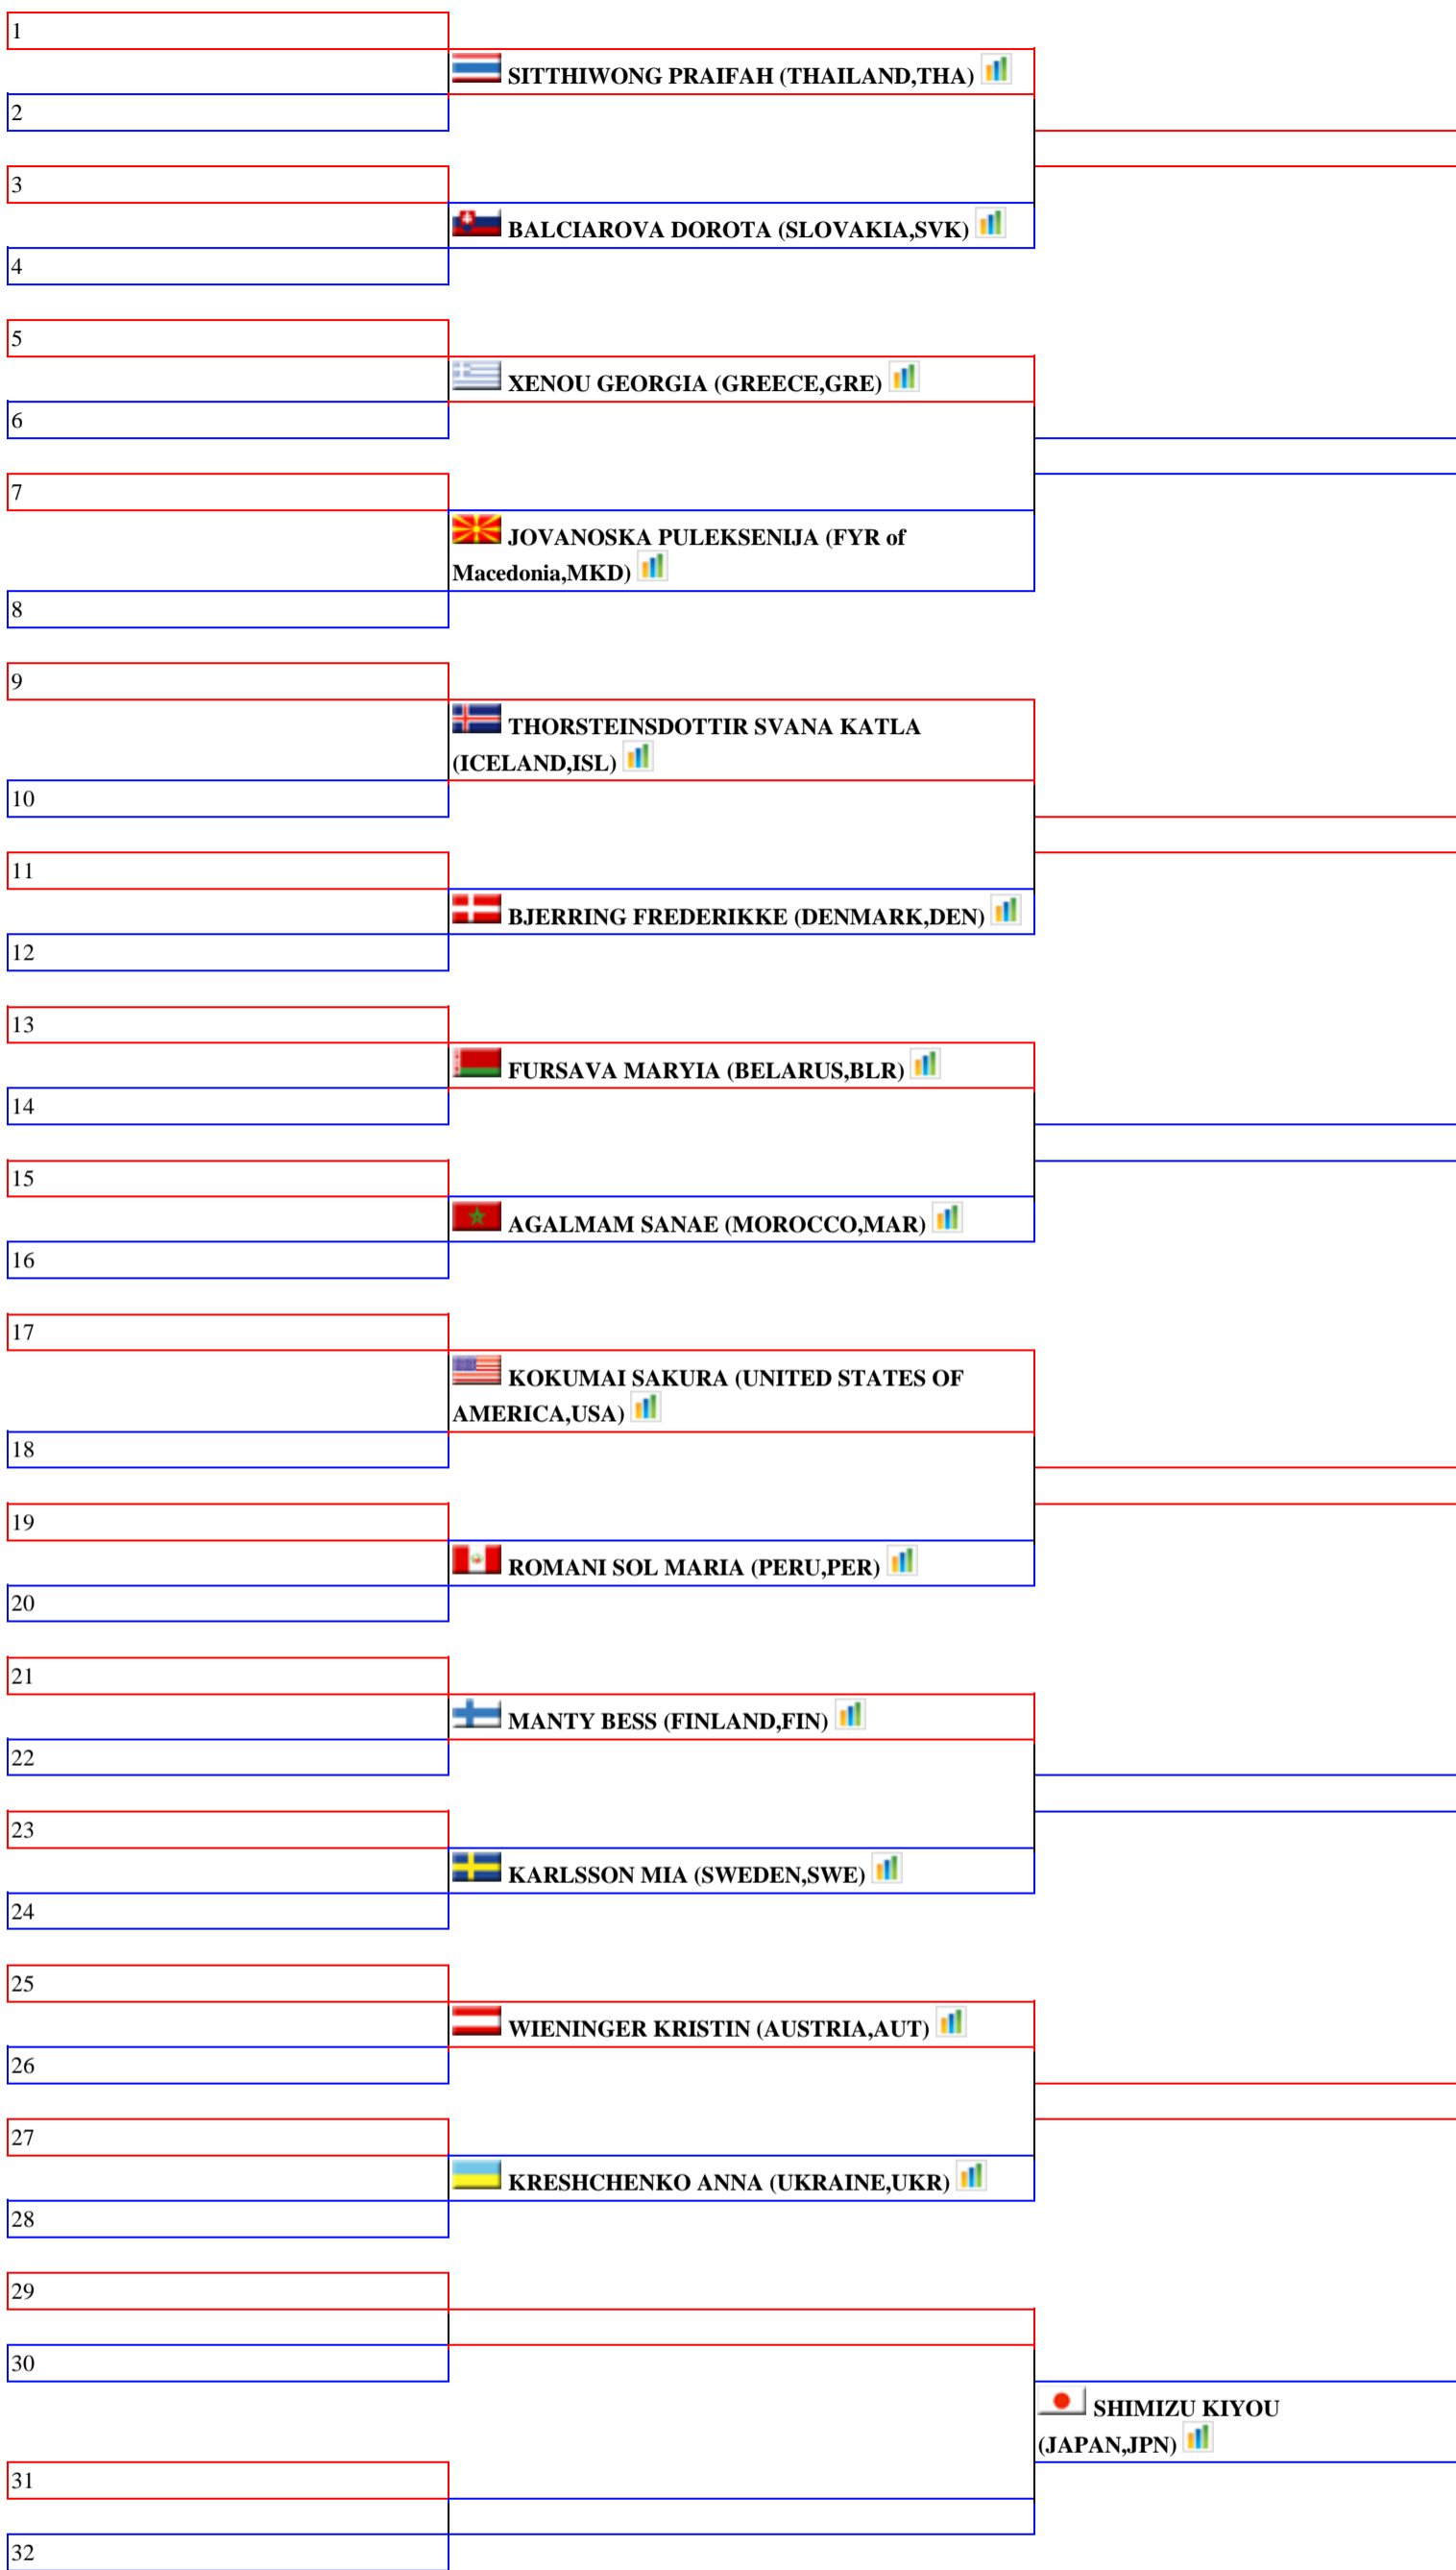 1
SITTHIWONG PRAIFAH (THAILAND,THA)
2
3
BALCIAROVA DOROTA (SLOVAKIA,SVK)
4
5
XENOU GEORGIA (GREECE,GRE)
6
7
JOVANOSKA PULEKSENIJA (FYR of
Macedonia,MKD)
8
9
THORSTEINSDOTTIR SVANA KATLA
(ICELAND,ISL)
10
11
BJERRING FREDERIKKE (DENMARK,DEN)
12
13
FURSAVA MARYIA (BELARUS,BLR)
14
15
AGALMAM SANAE (MOROCCO,MAR)
16
17
KOKUMAI SAKURA (UNITED STATES OF
AMERICA,USA)
18
19
ROMANI SOL MARIA (PERU,PER)
20
21
MANTY BESS (FINLAND,FIN)
22
23
KARLSSON MIA (SWEDEN,SWE)
24
25
WIENINGER KRISTIN (AUSTRIA,AUT)
26
27
KRESHCHENKO ANNA (UKRAINE,UKR)
28
29
30
SHIMIZU KIYOU
(JAPAN,JPN)
31
32